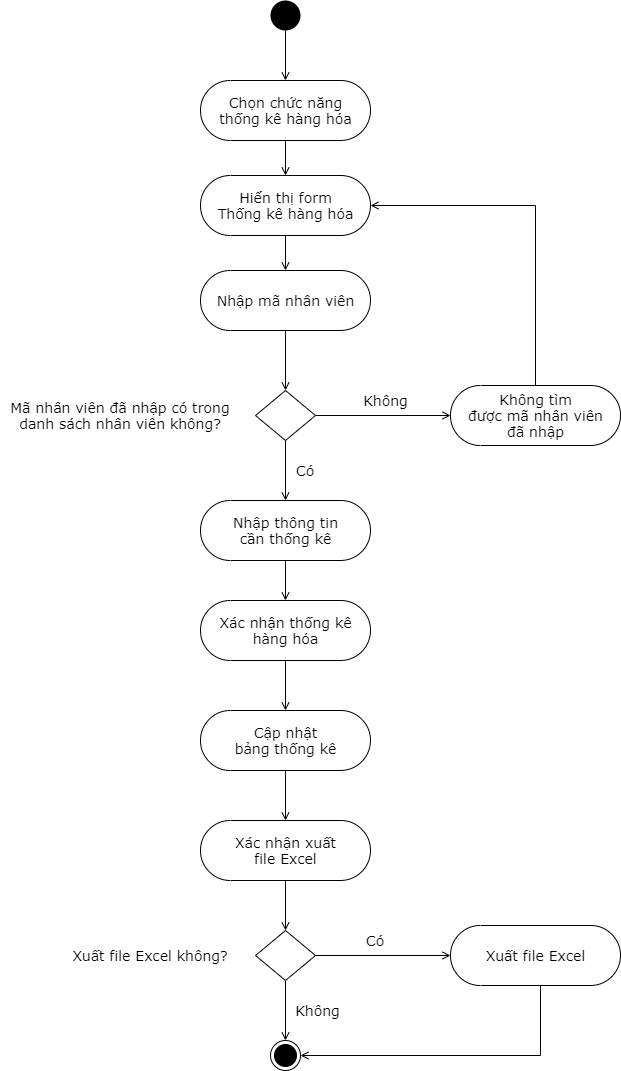 Chọn chức năng
thống kê hàng hóa
Hiển thị form
Thống kê hàng hóa
Nhập mã nhân viên
Mã nhân viên đã nhập có trong
danh sách nhân viên không?
Không
Không tìm
được mã nhân viên
đã nhập
Có
Nhập thông tin
cần thống kê
Xác nhận thống kê
hàng hóa
Cập nhật
bảng thống kê
Xác nhận xuất
file Excel
Xuất file Excel không?
Có
Xuất file Excel
Không